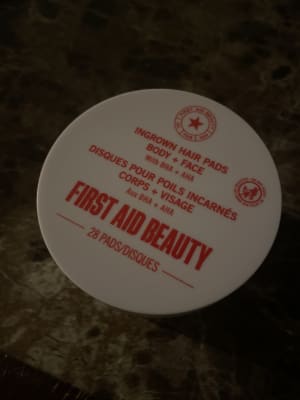 INGROWN HAIR PADS
BODY + FACE
With BHA + AHA
DISQUES POUR POILS INCARNÉS
CORPS + VISAGE
Aux BHA + AHA
FIRST AID BEAUTY
28 PADS/DISQUES